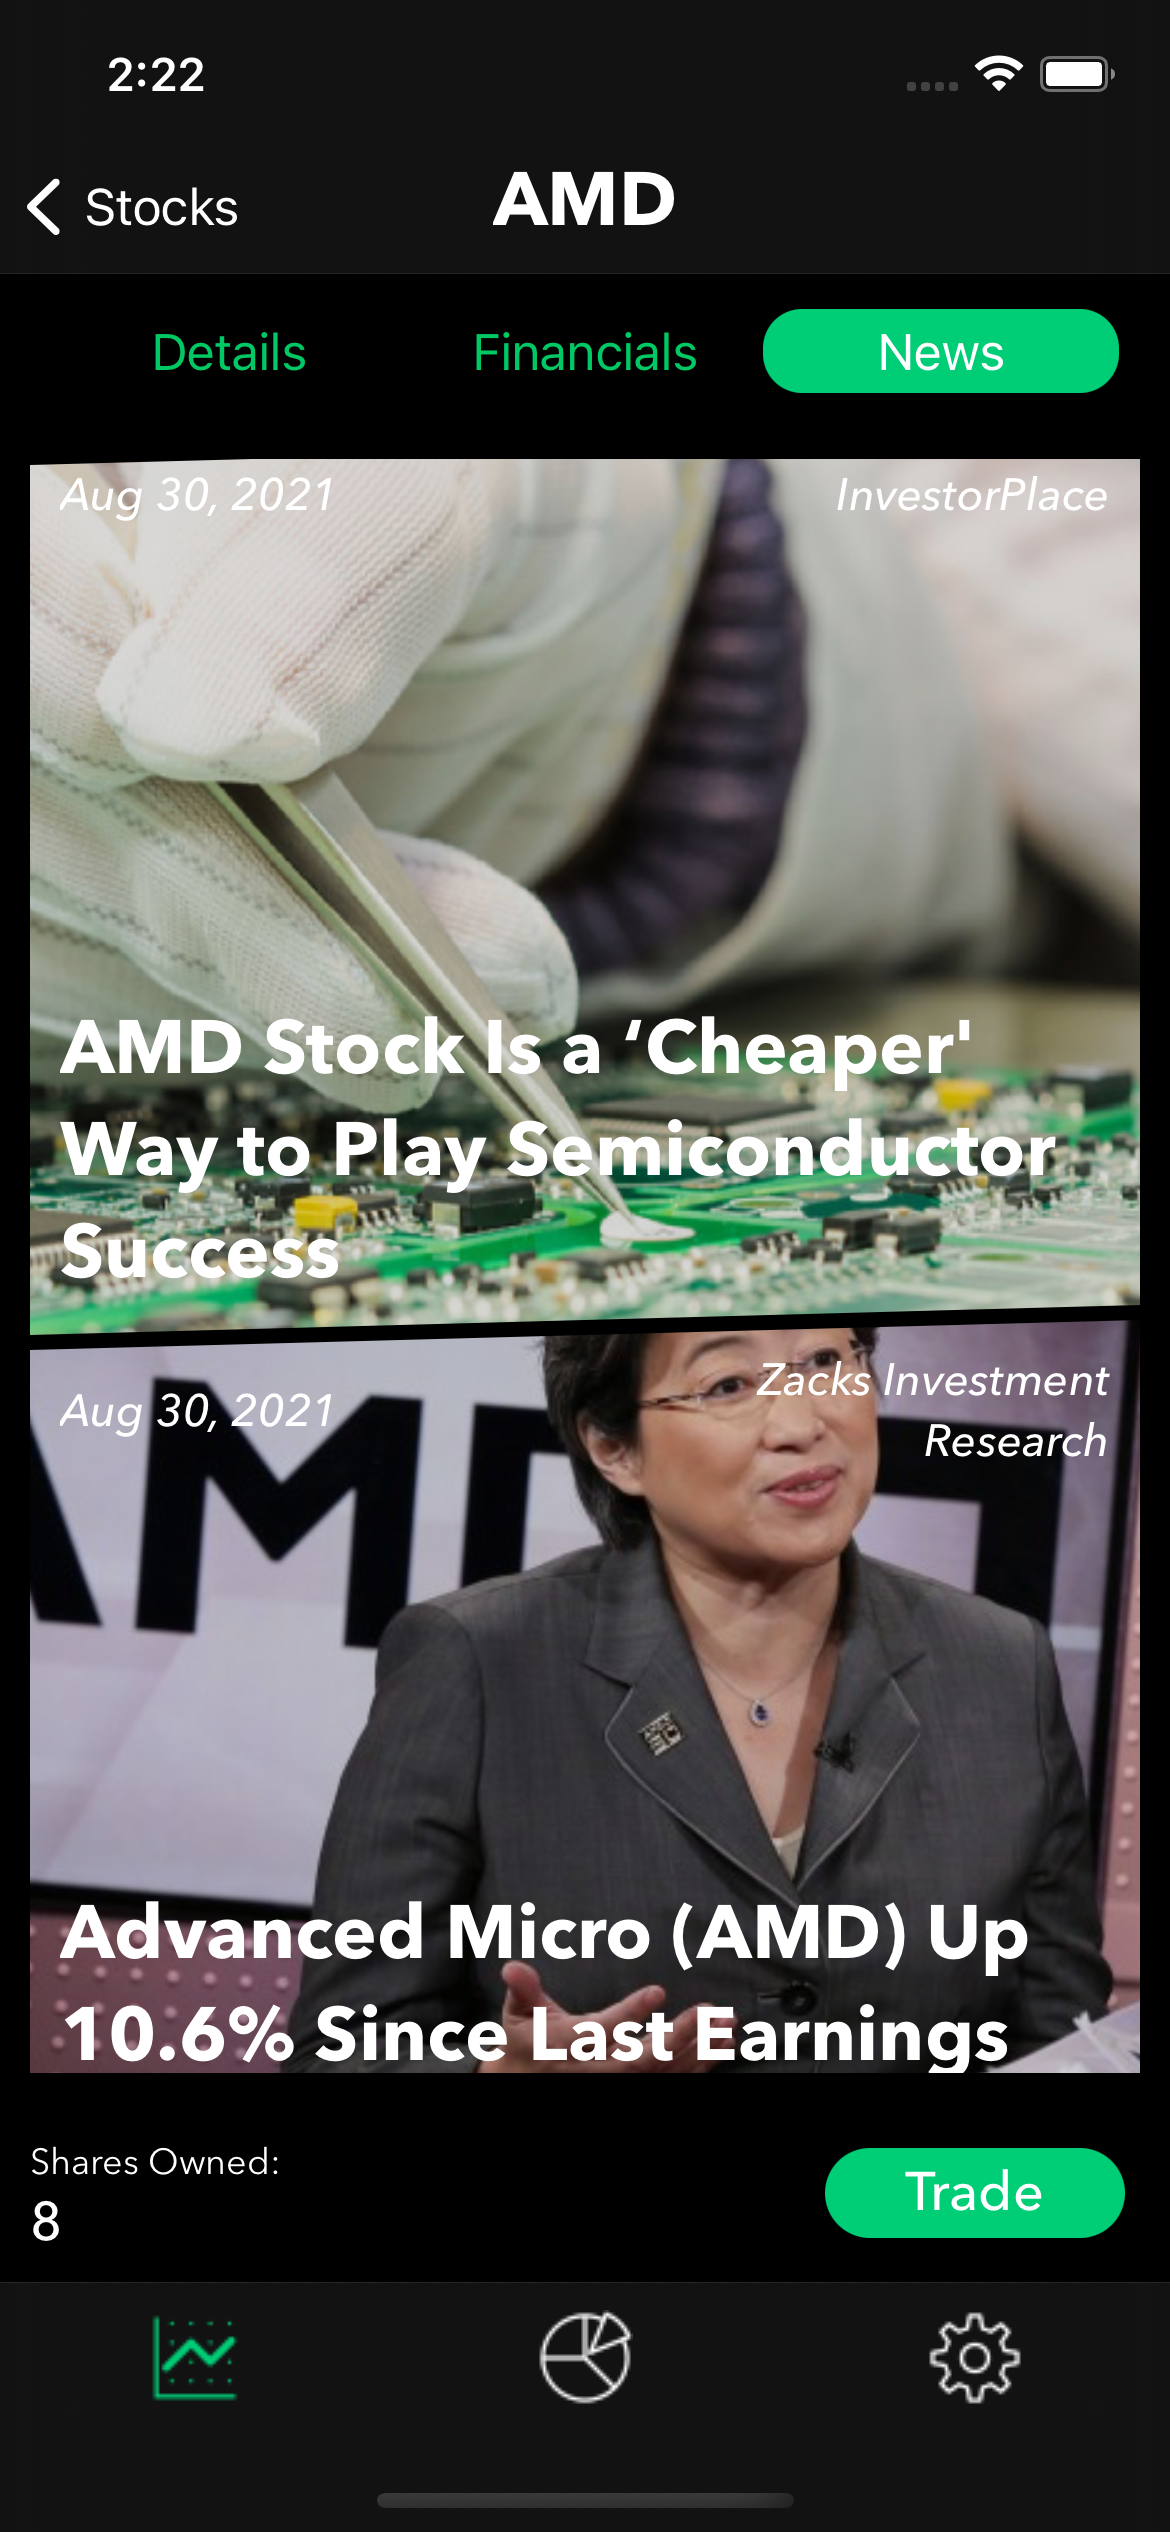 2:22
Stocks
AMD
Details
Financials
News
Aug 30, 2021
InvestorPlace
AMD Stock Is a ‘Cheaper'
Way to Play Semiconductor
Success
Aug 30, 2021
Zacks Investment
Research
AMD
Advanced Micro (AMD) Up
10.6% Since Last Earnings
Shares Owned:
8
Trade